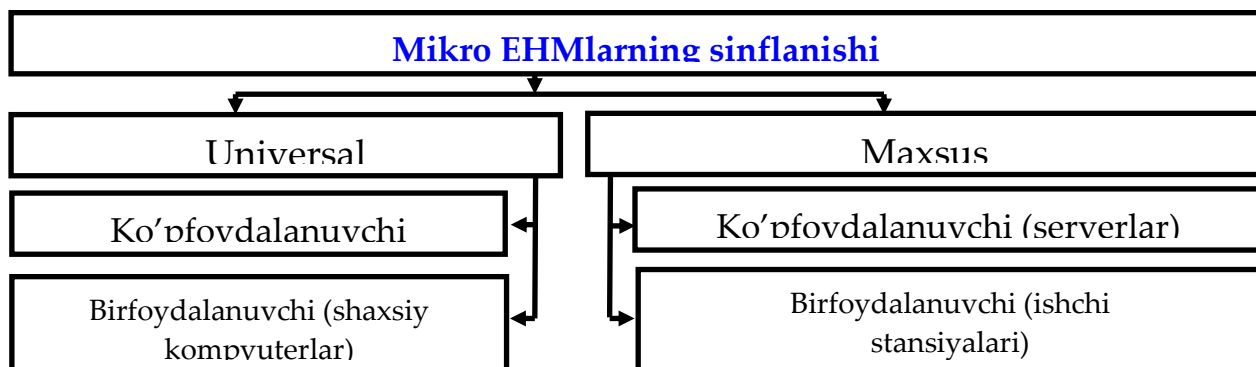 Mikro EHMlarning sinflanishi
Universal
Maxsus
Ko’pfoydalanuvchi
Ko’pfoydalanuvchi (serverlar)
Birfoydalanuvchi (shaxsiy
kompyuterlar)
Birfoydalanuvchi (ishchi
stansiyalari)